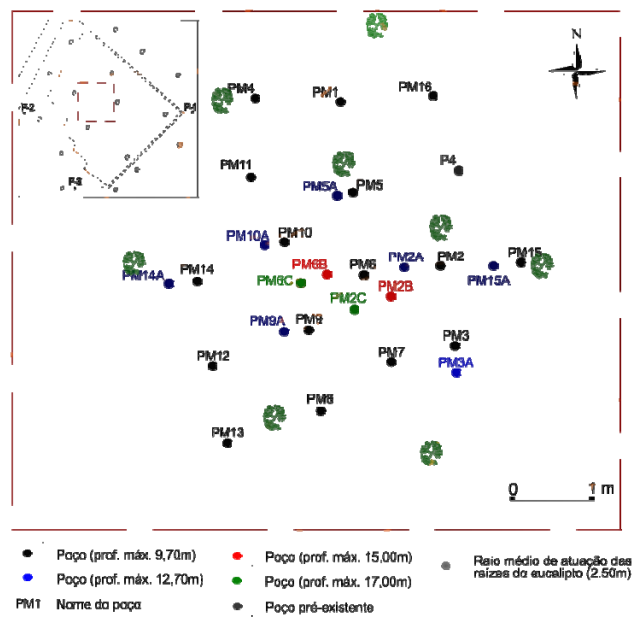 N
PM4
PM1
PM16
F-2
F-1
F-3
PM11
P4
PM5A
PM5
PM10A
PM10
PM6B
PM6
PM2A
PM2
PM15
PM14A
PM14
PM6C
PM2B
PM15A
PM2C
PM9A
PM9
PM3
PM12
PM7
PM3A
PM8
PM13
0 1 m
Poço (prof. máx. 9,70m)
Poço (prof. máx. 15,00m)
Raio médio de atuação das
raízes do eucalipto (2.50m)
Poço (prof. máx. 12,70m)
Poço (prof. máx. 17,00m)
PM1 Nome do poço
Poço pré-existente